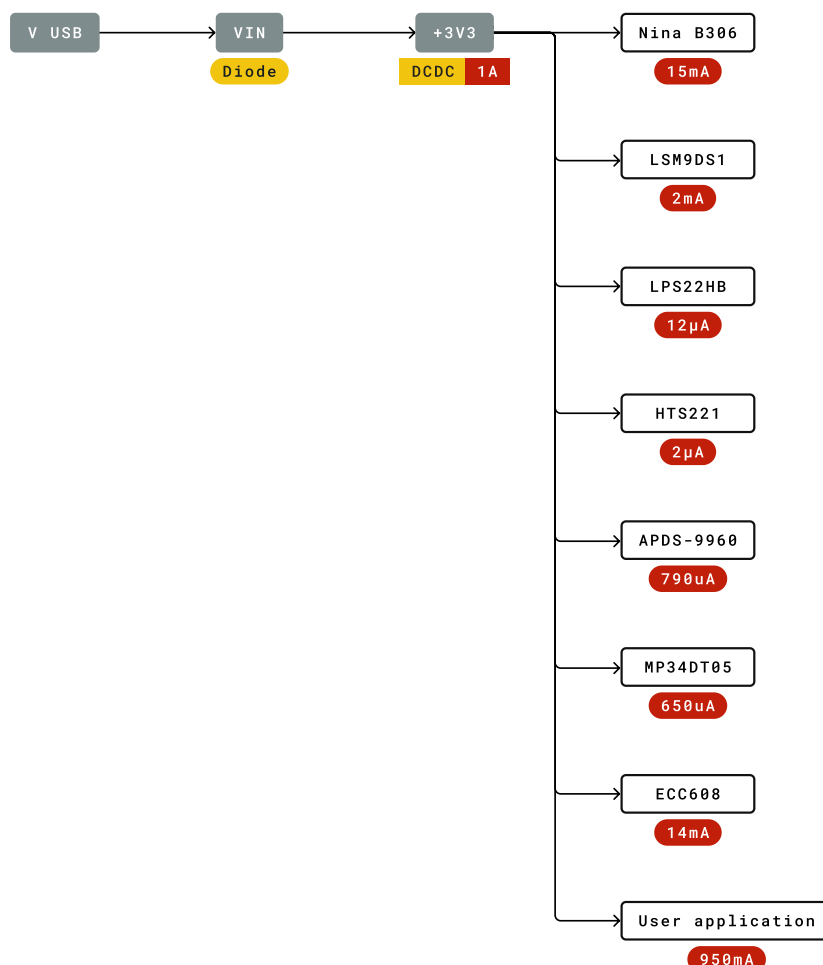 V USB
VIN
+3V3
Nina B306
Diode
DCDC
1A
15mA
LSM9DS1
2mA
LPS22HB
12µA
HTS221
2µA
APDS-9960
790uA
MP34DT05
650uA
ECC608
14mA
User application
950mA